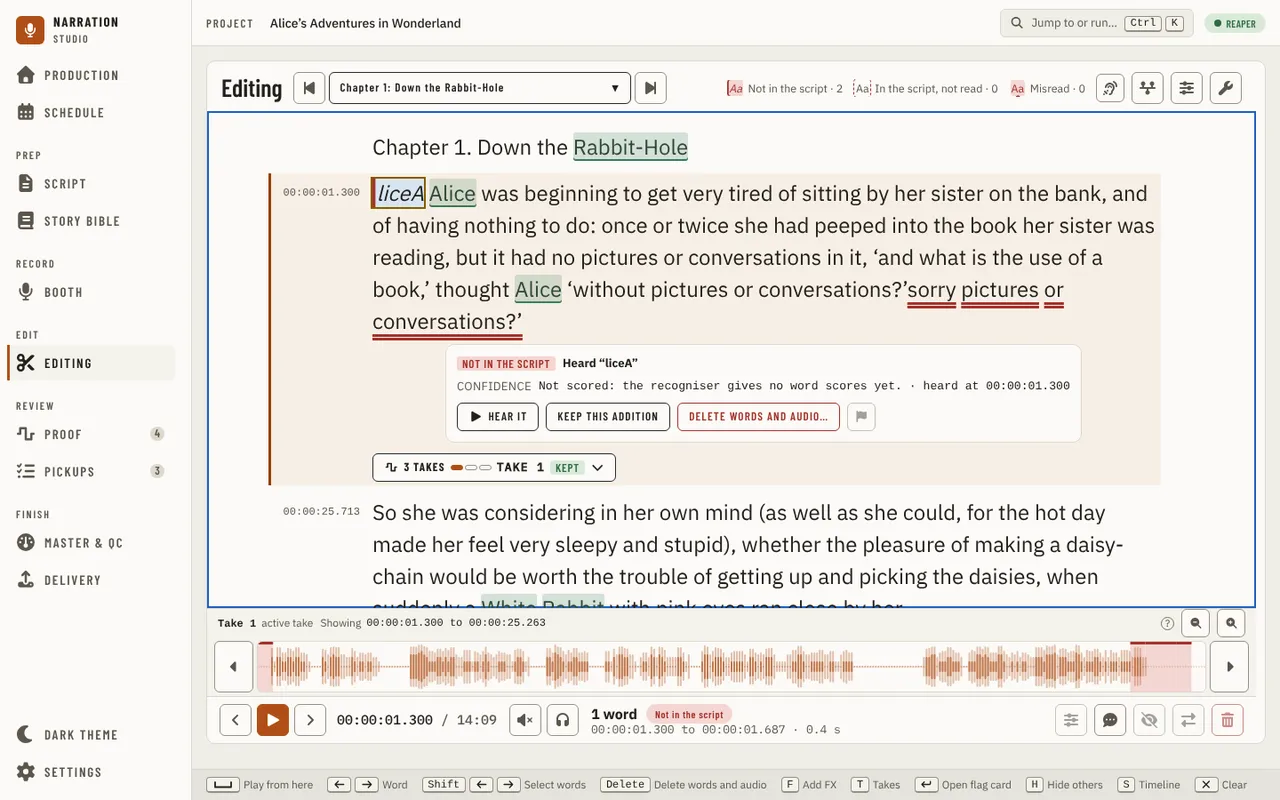 NARRATION
STUDIO
PRODUCTION
SCHEDULE
PREP
SCRIPT
STORY BIBLE
RECORD
BOOTH
EDIT
EDITING
REVIEW
PROOF 4
PICKUPS 3
FINISH
MASTER & QC
DELIVERY
DARK THEME
SETTINGS
PROJECT Alice’s Adventures in Wonderland
Jump to or run… Ctrl K
REAPER
Editing
Chapter 1: Down the Rabbit-Hole
Aa Not in the script · 2 Aa In the script, not read · 0 Aa Misread · 0
Chapter 1. Down the Rabbit-Hole
00:00:01.300 liceA Alice was beginning to get very tired of sitting by her sister on the bank, and
of having nothing to do: once or twice she had peeped into the book her sister was
reading, but it had no pictures or conversations in it, ‘and what is the use of a
book,’ thought Alice ‘without pictures or conversations?’sorry pictures or
conversations?’
NOT IN THE SCRIPT Heard “liceA”
CONFIDENCE Not scored: the recogniser gives no word scores yet. · heard at 00:00:01.300
HEAR IT KEEP THIS ADDITION DELETE WORDS AND AUDIO…
3 TAKES TAKE 1 KEPT
00:00:25.713 So she was considering in her own mind (as well as she could, for the hot day
made her feel very sleepy and stupid), whether the pleasure of making a daisy-
chain would be worth the trouble of getting up and picking the daisies, when
suddenly a White Rabbit with pink eyes ran close by her.
Take 1 active take Showing 00:00:01.300 to 00:00:25.263 ?
00:00:01.300 / 14:09
1 word Not in the script
00:00:01.300 to 00:00:01.687 · 0.4 s
Play from here Word Shift Select words Delete Delete words and audio F Add FX T Takes Open flag card H Hide others S Timeline Clear